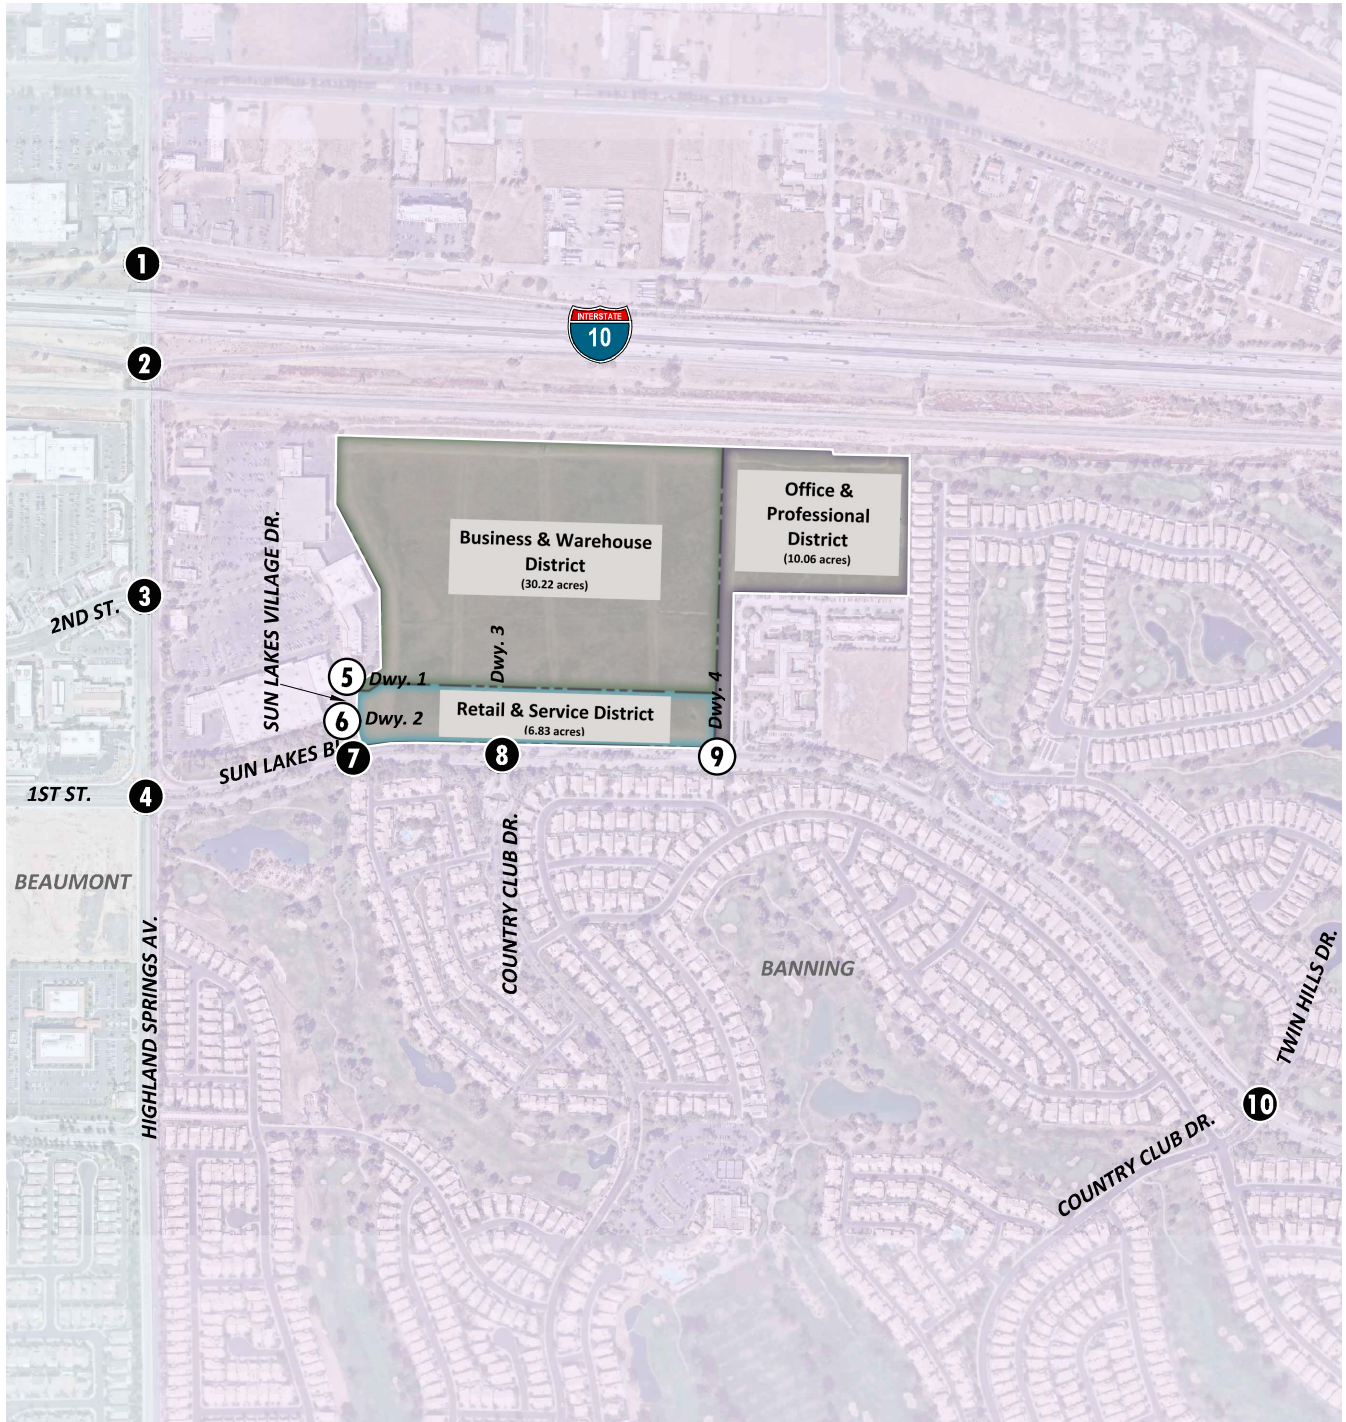 1
INTERSTATE
10
2
Office &
Professional
District
(10.06 acres)
Business & Warehouse
District
(30.22 acres)
SUN LAKES VILLAGE DR.
3
2ND ST.
Dwy. 3
5
Dwy. 1
Dwy. 4
6
Dwy. 2
Retail & Service District
(6.83 acres)
SUN LAKES
7
8
9
1ST ST.
4
COUNTRY CLUB DR.
BEAUMONT
HIGHLAND SPRINGS AV.
BANNING
TWIN HILLS DR.
10
COUNTRY CLUB DR.